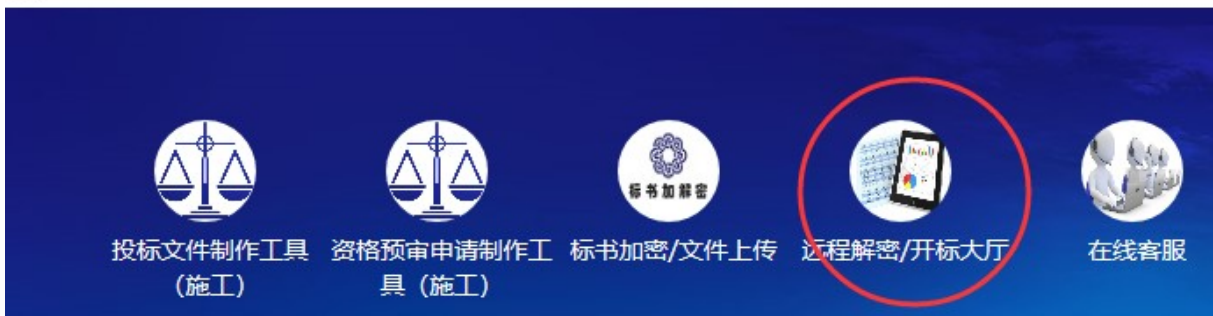 标书加解密
投标文件制作工具
（施工）
资格预审申请制作工
具（施工）
标书加密/文件上传
远程解密/开标大厅
在线客服